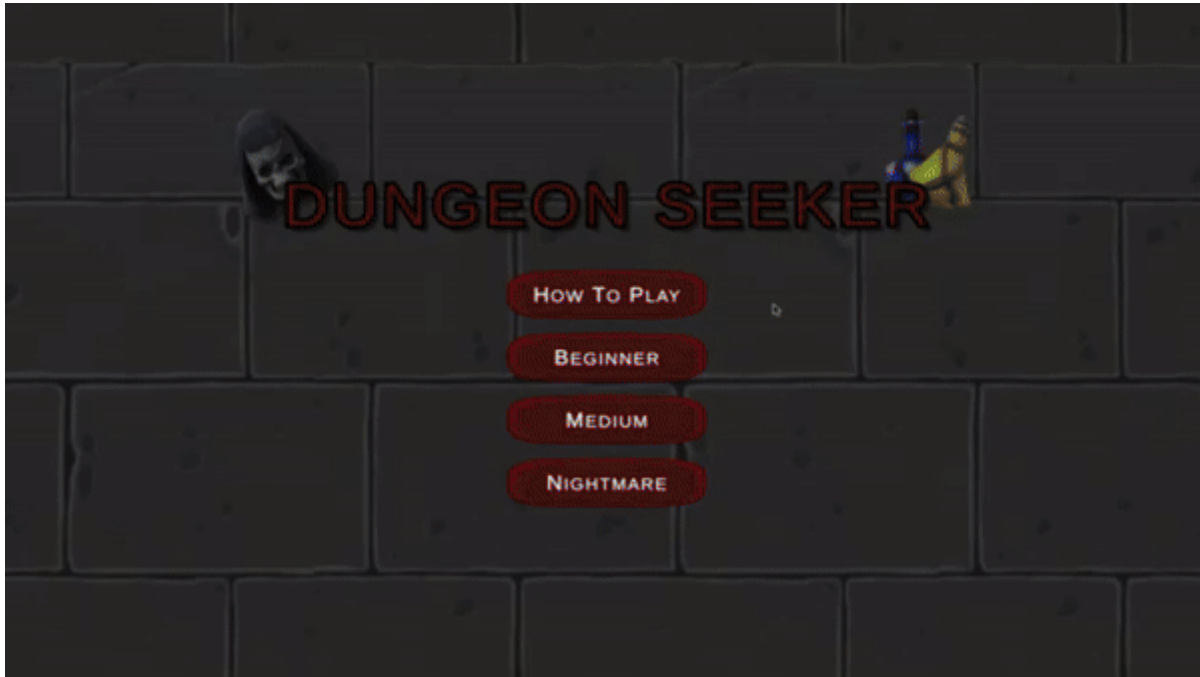 DUNGEON SEEKER
How To Play
Beginner
Medium
Nightmare